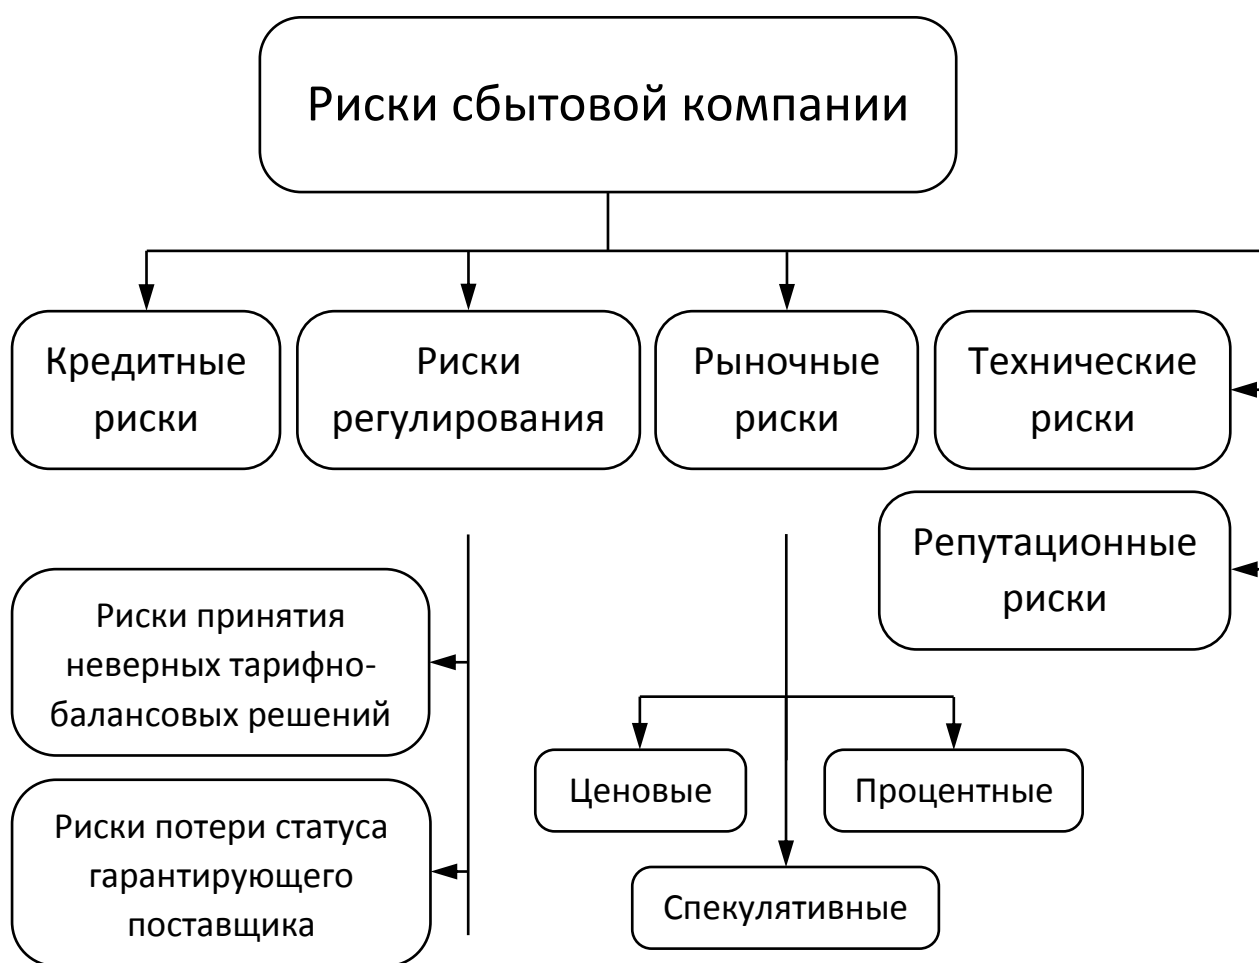 Риски сбытовой компании
Кредитные
риски
Риски
регулирования
Рыночные
риски
Технические
риски
Репутационные
риски
Риски принятия
неверных тарифно-
балансовых решений
Ценовые
Процентные
Риски потери статуса
гарантирующего
поставщика
Спекулятивные